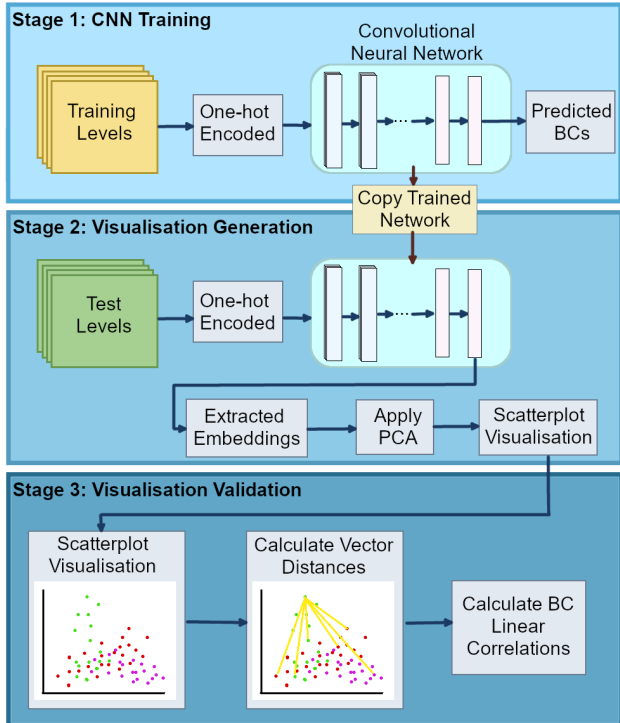 Stage 1: CNN Training
Convolutional
Neural Network
Training
Levels
One-hot
Encoded
...
Predicted
BCs
Copy Trained
Network
Stage 2: Visualisation Generation
Test
Levels
One-hot
Encoded
...
Extracted
Embeddings
Apply
PCA
Scatterplot
Visualisation
Stage 3: Visualisation Validation
Scatterplot
Visualisation
Calculate Vector
Distances
Calculate BC
Linear
Correlations